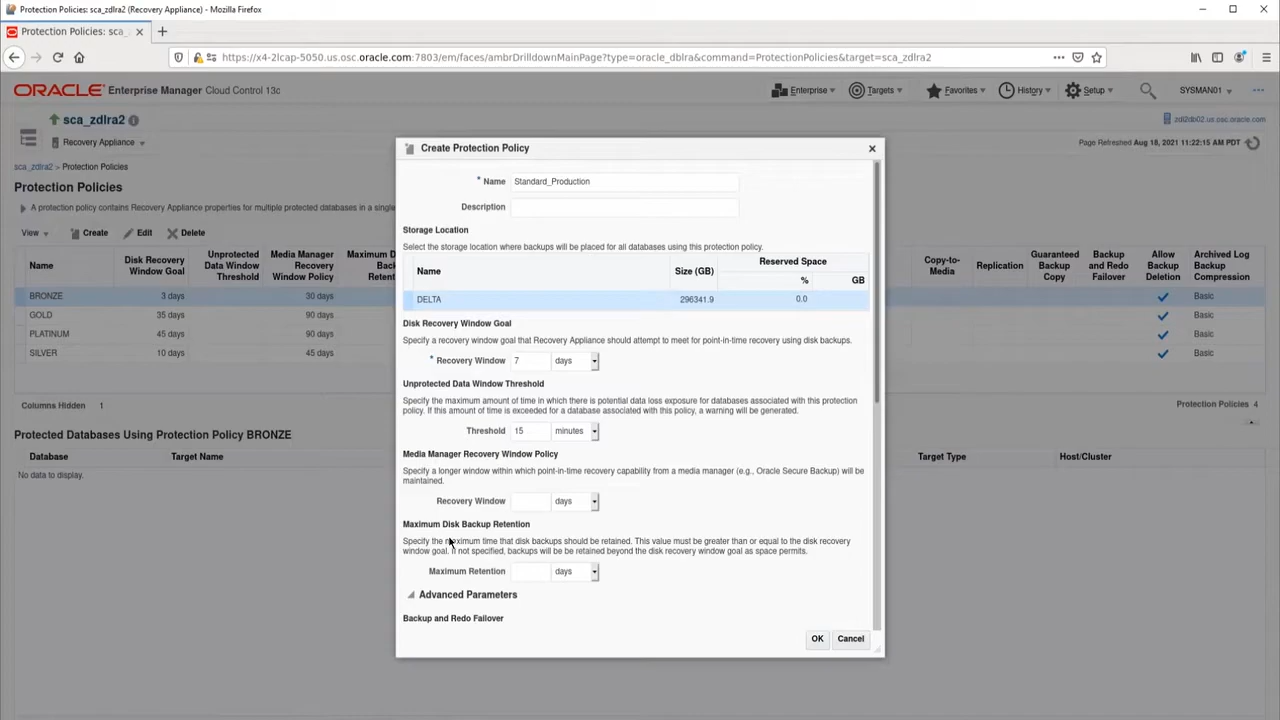 Protection Policies: sca_zdlra2 (Recovery Appliance) - Mozilla Firefox
Protection Policies: sca_
https://x4-2lcap-5050.us.osc.oracle.com:7803/em/faces/ambrDrilldownMainPage?type=oracle_dblra&command=ProtectionPolicies&target=sca_zdlra2
ORACLE Enterprise Manager Cloud Control 13c
Enterprise Targets Favorites History Setup SYSMAN01
sca_zdlra2
zdl2db02.us.osc.oracle.com
Recovery Appliance
Page Refreshed Aug 18, 2021 11:22:15 AM PDT
sca_zdlra2 > Protection Policies
Protection Policies
A protection policy contains Recovery Appliance properties for multiple protected databases in a single
View Create Edit Delete
Name
Disk Recovery Window Goal
Unprotected Data Window Threshold
Media Manager Recovery Window Policy
Maximum D
Bac
Reten
Copy-to-Media
Replication
Guaranteed Backup Copy
Backup and Redo Failover
Allow Backup Deletion
Archived Log Backup Compression
BRONZE 3 days 30 days Basic
GOLD 35 days 90 days Basic
PLATINUM 45 days 90 days Basic
SILVER 10 days 45 days Basic
Columns Hidden 1
Protection Policies 4
Protected Databases Using Protection Policy BRONZE
Database Target Name Target Type Host/Cluster
No data to display.
Create Protection Policy
* Name Standard_Production
Description
Storage Location
Select the storage location where backups will be placed for all databases using this protection policy.
Name Size (GB) Reserved Space
% GB
DELTA 296341.9 0.0
Disk Recovery Window Goal
Specify a recovery window goal that Recovery Appliance should attempt to meet for point-in-time recovery using disk backups.
* Recovery Window 7 days
Unprotected Data Window Threshold
Specify the maximum amount of time in which there is potential data loss exposure for databases associated with this protection
policy. If this amount of time is exceeded for a database associated with this policy, a warning will be generated.
Threshold 15 minutes
Media Manager Recovery Window Policy
Specify a longer window within which point-in-time recovery capability from a media manager (e.g., Oracle Secure Backup) will be
maintained.
Recovery Window days
Maximum Disk Backup Retention
Specify the maximum time that disk backups should be retained. This value must be greater than or equal to the disk recovery
window goal. If not specified, backups will be be retained beyond the disk recovery window goal as space permits.
Maximum Retention days
Advanced Parameters
Backup and Redo Failover
OK Cancel